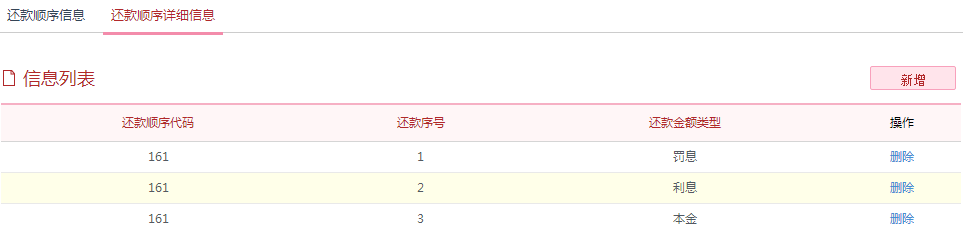 还款顺序信息 还款顺序详细信息
信息列表 新增
还款顺序代码 还款序号 还款金额类型 操作
161 1 罚息 删除
161 2 利息 删除
161 3 本金 删除